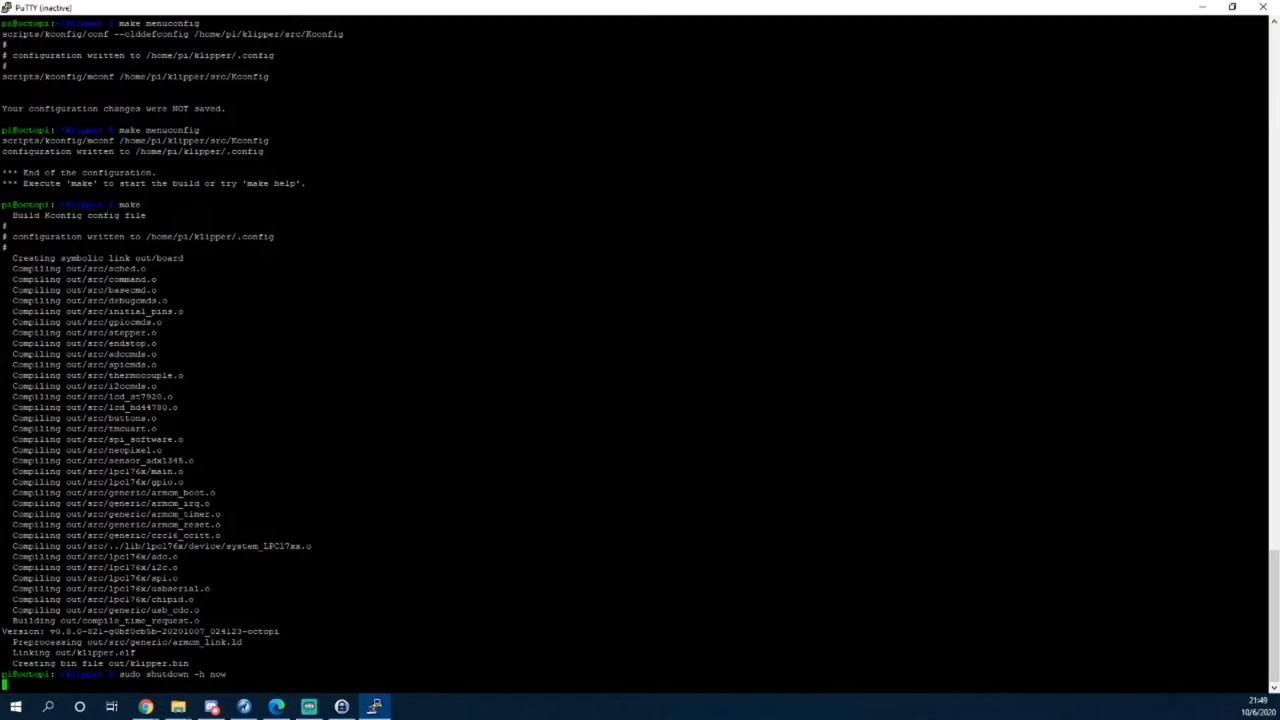 PuTTY (inactive)
pi@octopi:~/klipper $ make menuconfig
scripts/kconfig/conf --olddefconfig /home/pi/klipper/src/Kconfig
#
# configuration written to /home/pi/klipper/.config
#
scripts/kconfig/mconf /home/pi/klipper/src/Kconfig
Your configuration changes were NOT saved.
pi@octopi:~/klipper $ make menuconfig
scripts/kconfig/mconf /home/pi/klipper/src/Kconfig
configuration written to /home/pi/klipper/.config
*** End of the configuration.
*** Execute 'make' to start the build or try 'make help'.
pi@octopi:~/klipper $ make
Build Kconfig config file
#
# configuration written to /home/pi/klipper/.config
#
Creating symbolic link out/board
Compiling out/src/sched.o
Compiling out/src/command.o
Compiling out/src/basecmd.o
Compiling out/src/debugcmds.o
Compiling out/src/initial_pins.o
Compiling out/src/gpiocmds.o
Compiling out/src/stepper.o
Compiling out/src/endstop.o
Compiling out/src/adccmds.o
Compiling out/src/spicmds.o
Compiling out/src/thermocouple.o
Compiling out/src/i2ccmds.o
Compiling out/src/lcd_st7920.o
Compiling out/src/lcd_hd44780.o
Compiling out/src/buttons.o
Compiling out/src/tmcuart.o
Compiling out/src/spi_software.o
Compiling out/src/neopixel.o
Compiling out/src/sensor_adxl345.o
Compiling out/src/lpc176x/main.o
Compiling out/src/lpc176x/gpio.o
Compiling out/src/generic/armcm_boot.o
Compiling out/src/generic/armcm_irq.o
Compiling out/src/generic/armcm_timer.o
Compiling out/src/generic/armcm_reset.o
Compiling out/src/generic/crc16_ccitt.o
Compiling out/src/../lib/lpc176x/device/system_LPC17xx.o
Compiling out/src/lpc176x/adc.o
Compiling out/src/lpc176x/i2c.o
Compiling out/src/lpc176x/spi.o
Compiling out/src/lpc176x/usbserial.o
Compiling out/src/lpc176x/chipid.o
Compiling out/src/generic/usb_cdc.o
Building out/compile_time_request.o
Version: v0.8.0-821-g0bf0cb5b-20201007_024123-octopi
Preprocessing out/src/generic/armcm_link.ld
Linking out/klipper.elf
Creating bin file out/klipper.bin
pi@octopi:~/klipper $ sudo shutdown -h now
21:49
10/6/2020